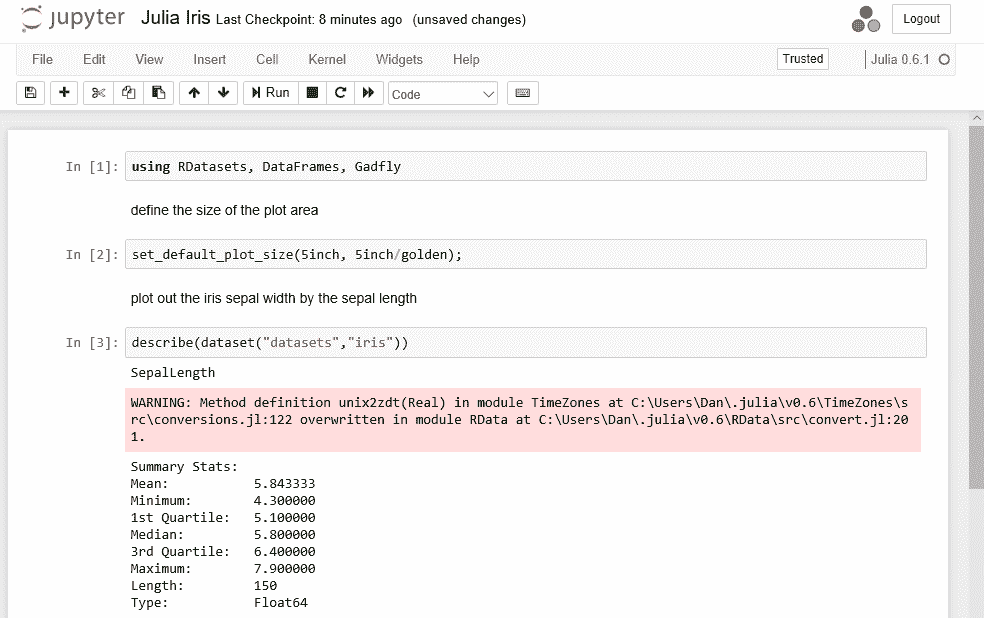 jupyter Julia Iris Last Checkpoint: 8 minutes ago (unsaved changes) Logout
File Edit View Insert Cell Kernel Widgets Help Trusted Julia 0.6.1
Run Code
In [1]: using RDatasets, DataFrames, Gadfly
define the size of the plot area
In [2]: set_default_plot_size(5inch, 5inch/golden);
plot out the iris sepal width by the sepal length
In [3]: describe(dataset("datasets","iris"))
SepalLength
WARNING: Method definition unix2zdt(Real) in module TimeZones at C:\Users\Dan\.julia\v0.6\TimeZones\s
rc\conversions.jl:122 overwritten in module RData at C:\Users\Dan\.julia\v0.6\RData\src\convert.jl:20
1.
Summary Stats:
Mean: 5.843333
Minimum: 4.300000
1st Quartile: 5.100000
Median: 5.800000
3rd Quartile: 6.400000
Maximum: 7.900000
Length: 150
Type: Float64